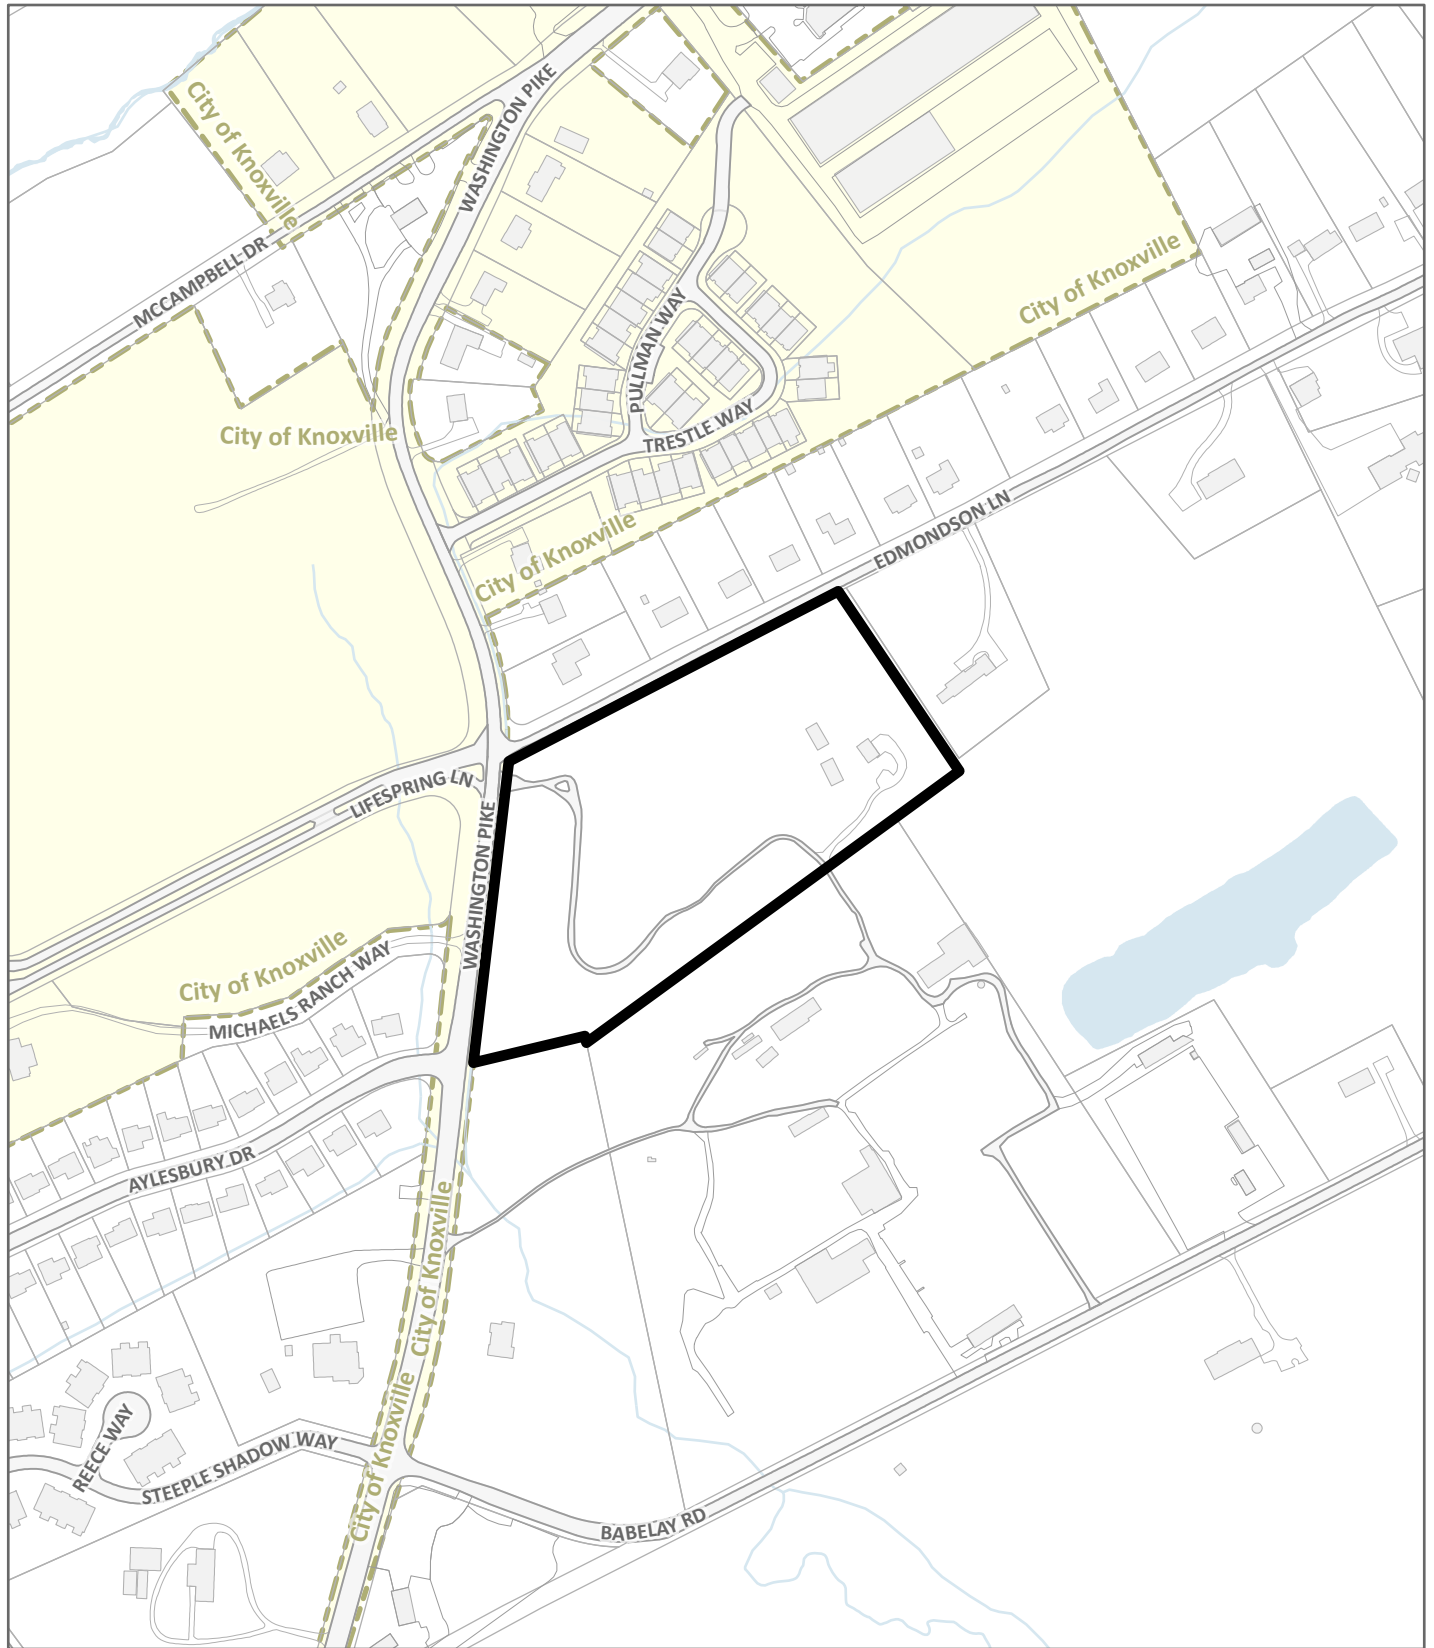 WASHINGTON PIKE
City of Knoxville
MCCAMPBELL DR
City of Knoxville
PULLMAN WAY
City of Knoxville
TRESTLE WAY
EDMONDSON LN
City of Knoxville
LIFESPRING LN
WASHINGTON PIKE
City of Knoxville
MICHAELS RANCH WAY
AYLESBURY DR
City of Knoxville
City of Knoxville
REECE WAY
STEEPLE SHADOW WAY
BABELAY RD